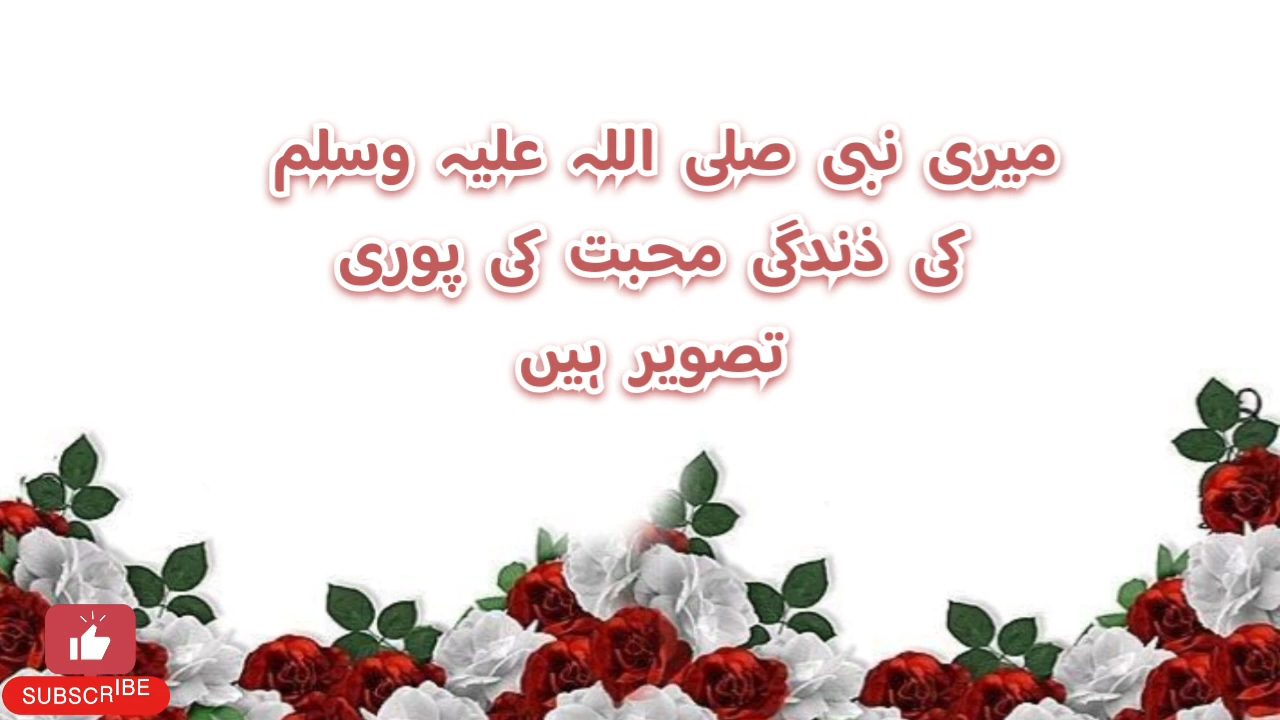 میری نبی صلی اللہ علیہ وسلم
کی ذندگی محبت کی پوری
تصویر ہیں
SUBSCRIBE